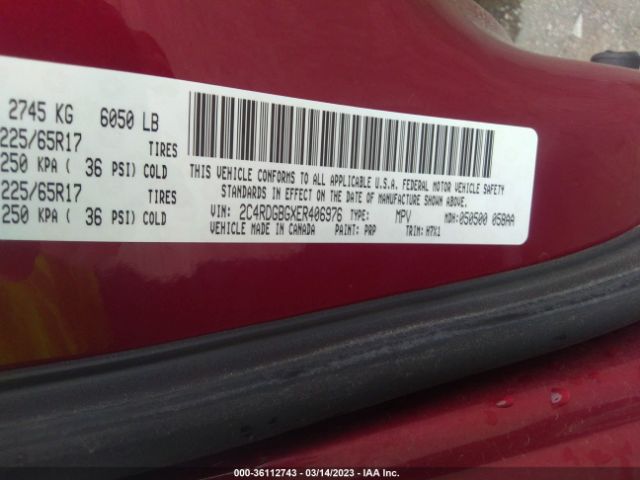 2745 KG 6050 LB
225/65R17 TIRES
250 KPA ( 36 PSI) COLD
225/65R17 TIRES
250 KPA ( 36 PSI) COLD
THIS VEHICLE CONFORMS TO ALL APPLICABLE U.S.A. FEDERAL MOTOR VEHICLE SAFETY
STANDARDS IN EFFECT ON THE DATE OF MANUFACTURE SHOWN ABOVE.
VIN: 2C4RDGBGXER406976 TYPE: MPV MDH: 050500 05BAA
VEHICLE MADE IN CANADA PAINT: PRP TRIM: H7X1
000-36112743 - 03/14/2023 - IAA Inc.